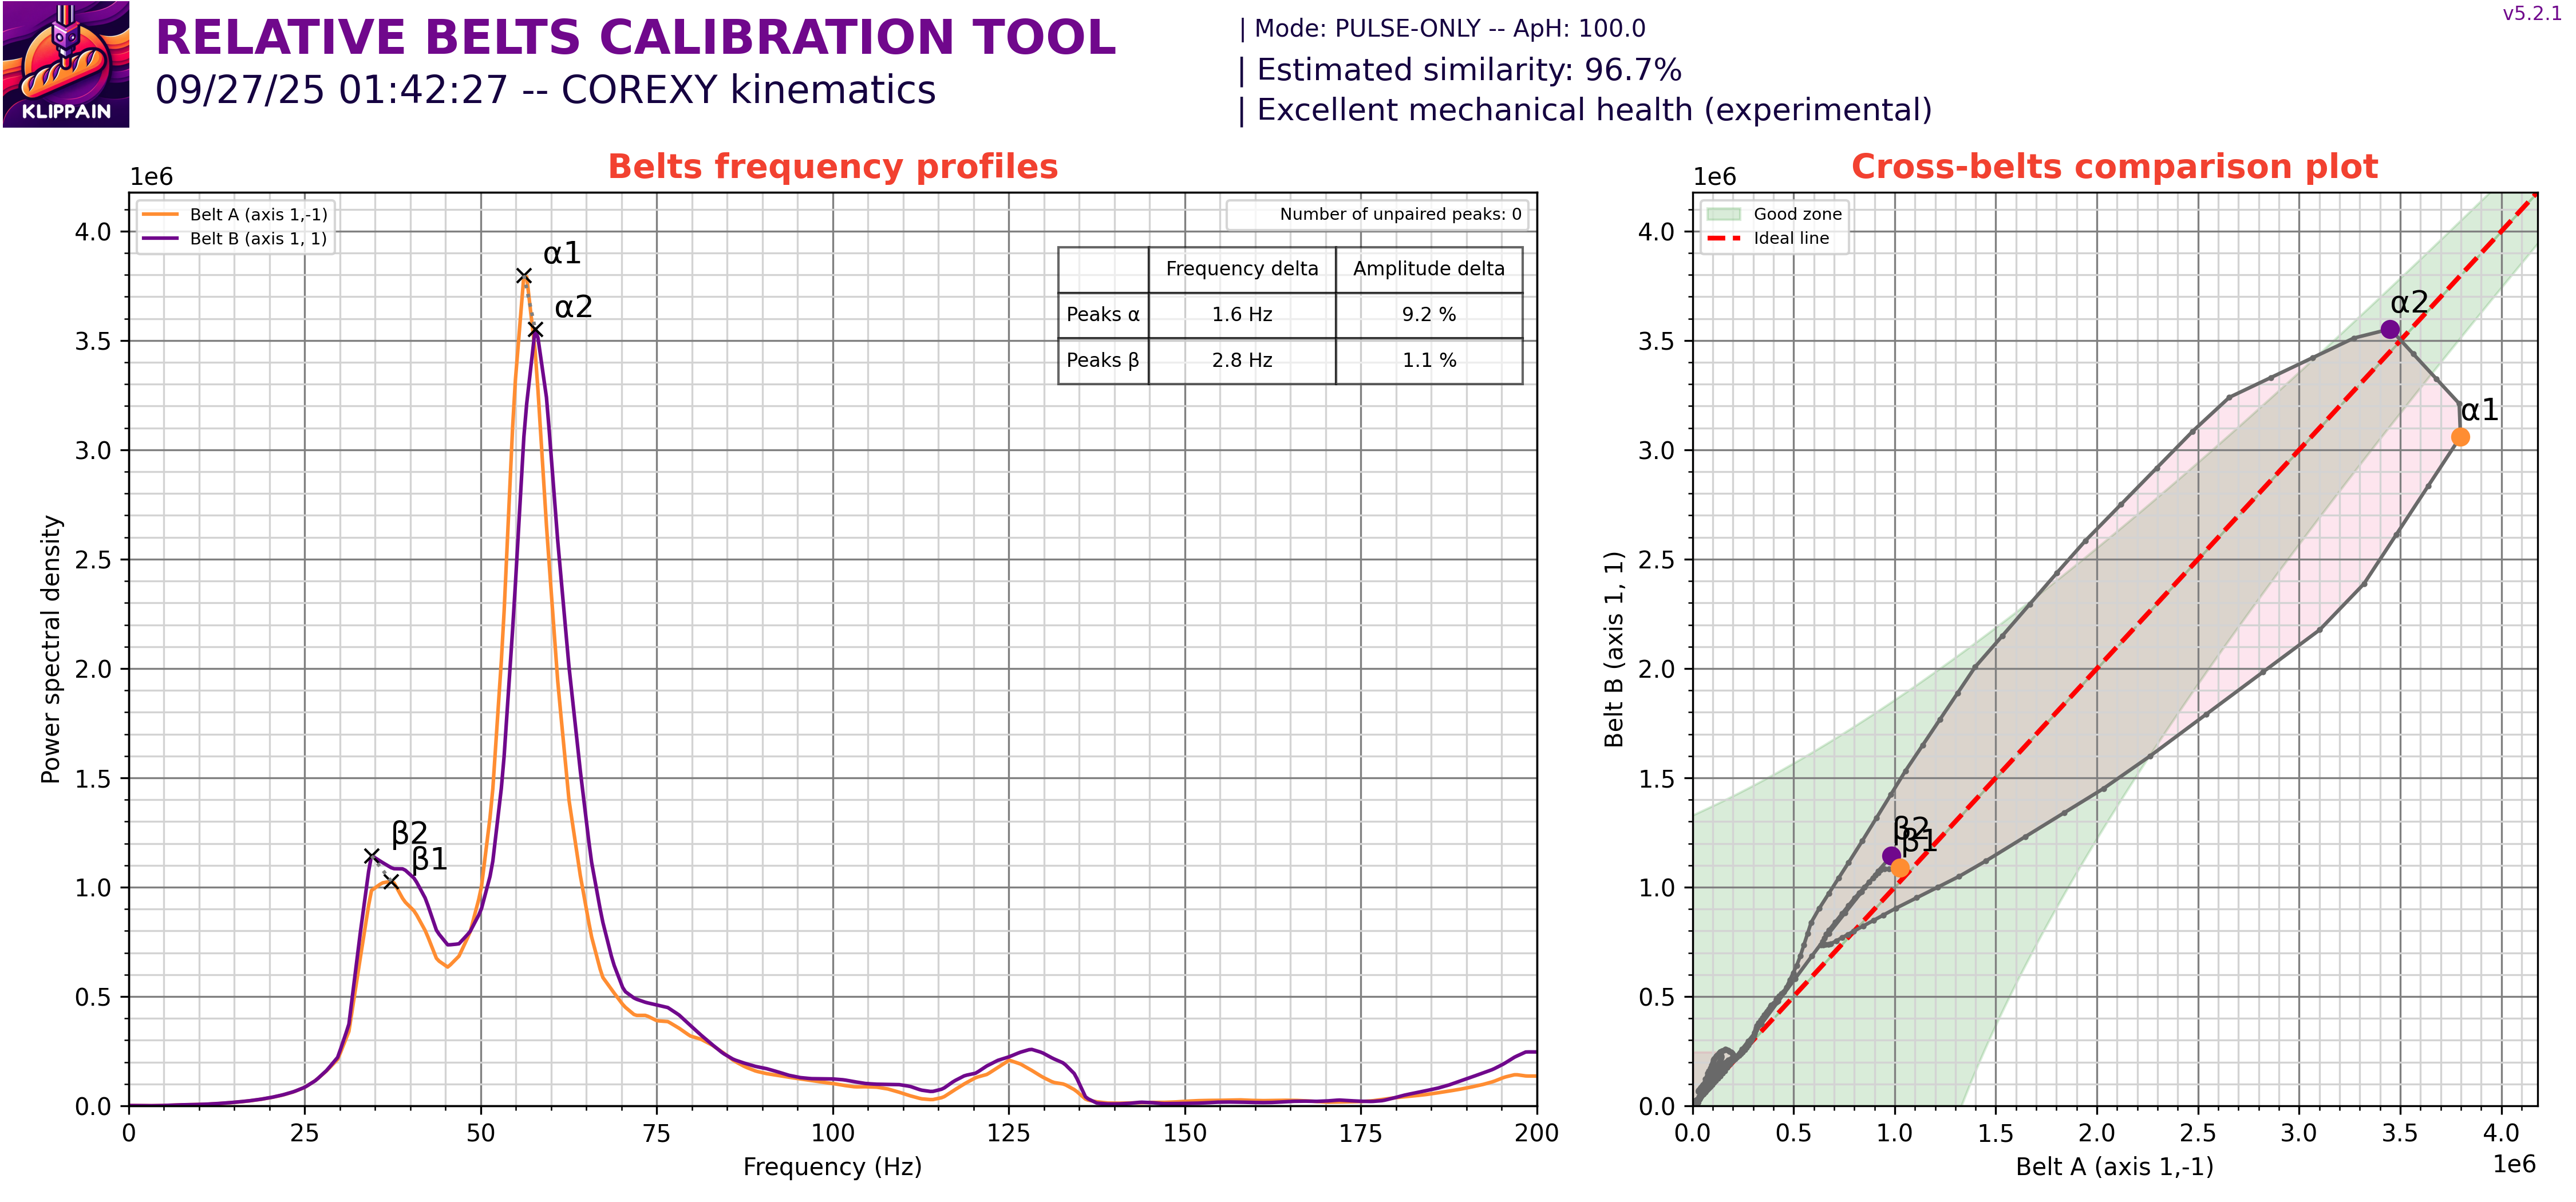 KLIPPAIN
RELATIVE BELTS CALIBRATION TOOL
09/27/25 01:42:27 -- COREXY kinematics
| Mode: PULSE-ONLY -- ApH: 100.0
| Estimated similarity: 96.7%
| Excellent mechanical health (experimental)
v5.2.1
Belts frequency profiles
1e6
Belt A (axis 1,-1)
Belt B (axis 1, 1)
Number of unpaired peaks: 0
Frequency delta Amplitude delta
Peaks α 1.6 Hz 9.2 %
Peaks β 2.8 Hz 1.1 %
α1
α2
β2
β1
4.0
3.5
3.0
2.5
2.0
1.5
1.0
0.5
0.0
Power spectral density
0 25 50 75 100 125 150 175 200
Frequency (Hz)
Cross-belts comparison plot
1e6
Good zone
Ideal line
α2
α1
β2
β1
4.0
3.5
3.0
2.5
2.0
1.5
1.0
0.5
0.0
Belt B (axis 1, 1)
0.0 0.5 1.0 1.5 2.0 2.5 3.0 3.5 4.0
1e6
Belt A (axis 1,-1)